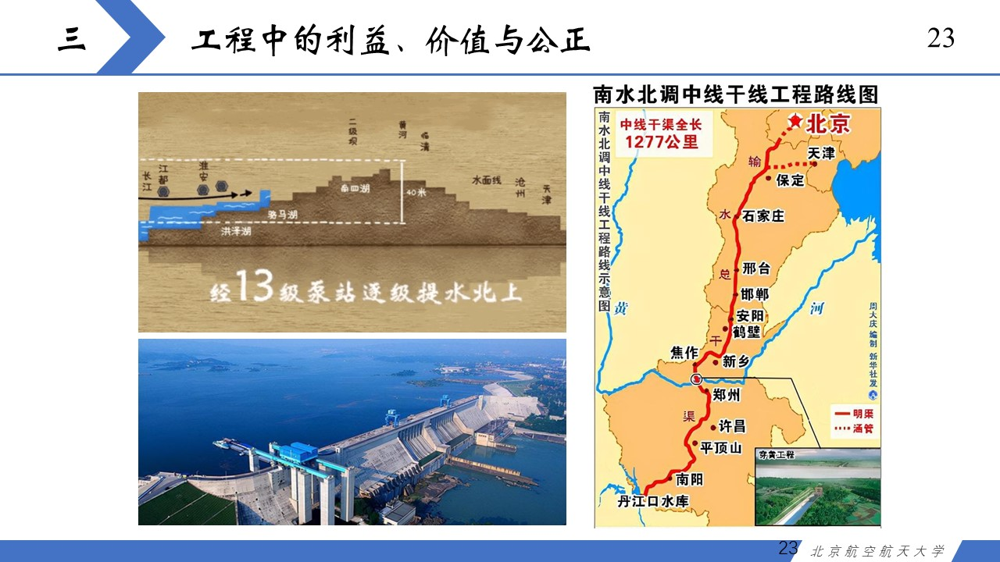 三
工程中的利益、价值与公正
23
二级坝
黄河
临清
长江
江都
淮安
南四湖
40米
水面线
沧州
天津
骆马湖
洪泽湖
经13级泵站逐级提水北上
南水北调中线干线工程路线图
南水北调中线干线工程路线示意图
中线干渠全长
1277公里
北京
天津
输
保定
水
石家庄
总
邢台
邯郸
黄
河
安阳
鹤壁
干
焦作
新乡
周大庆 编制 新华社发
郑州
渠
许昌
明渠
涵管
平顶山
穿黄工程
南阳
丹江口水库
23
北京航空航天大学